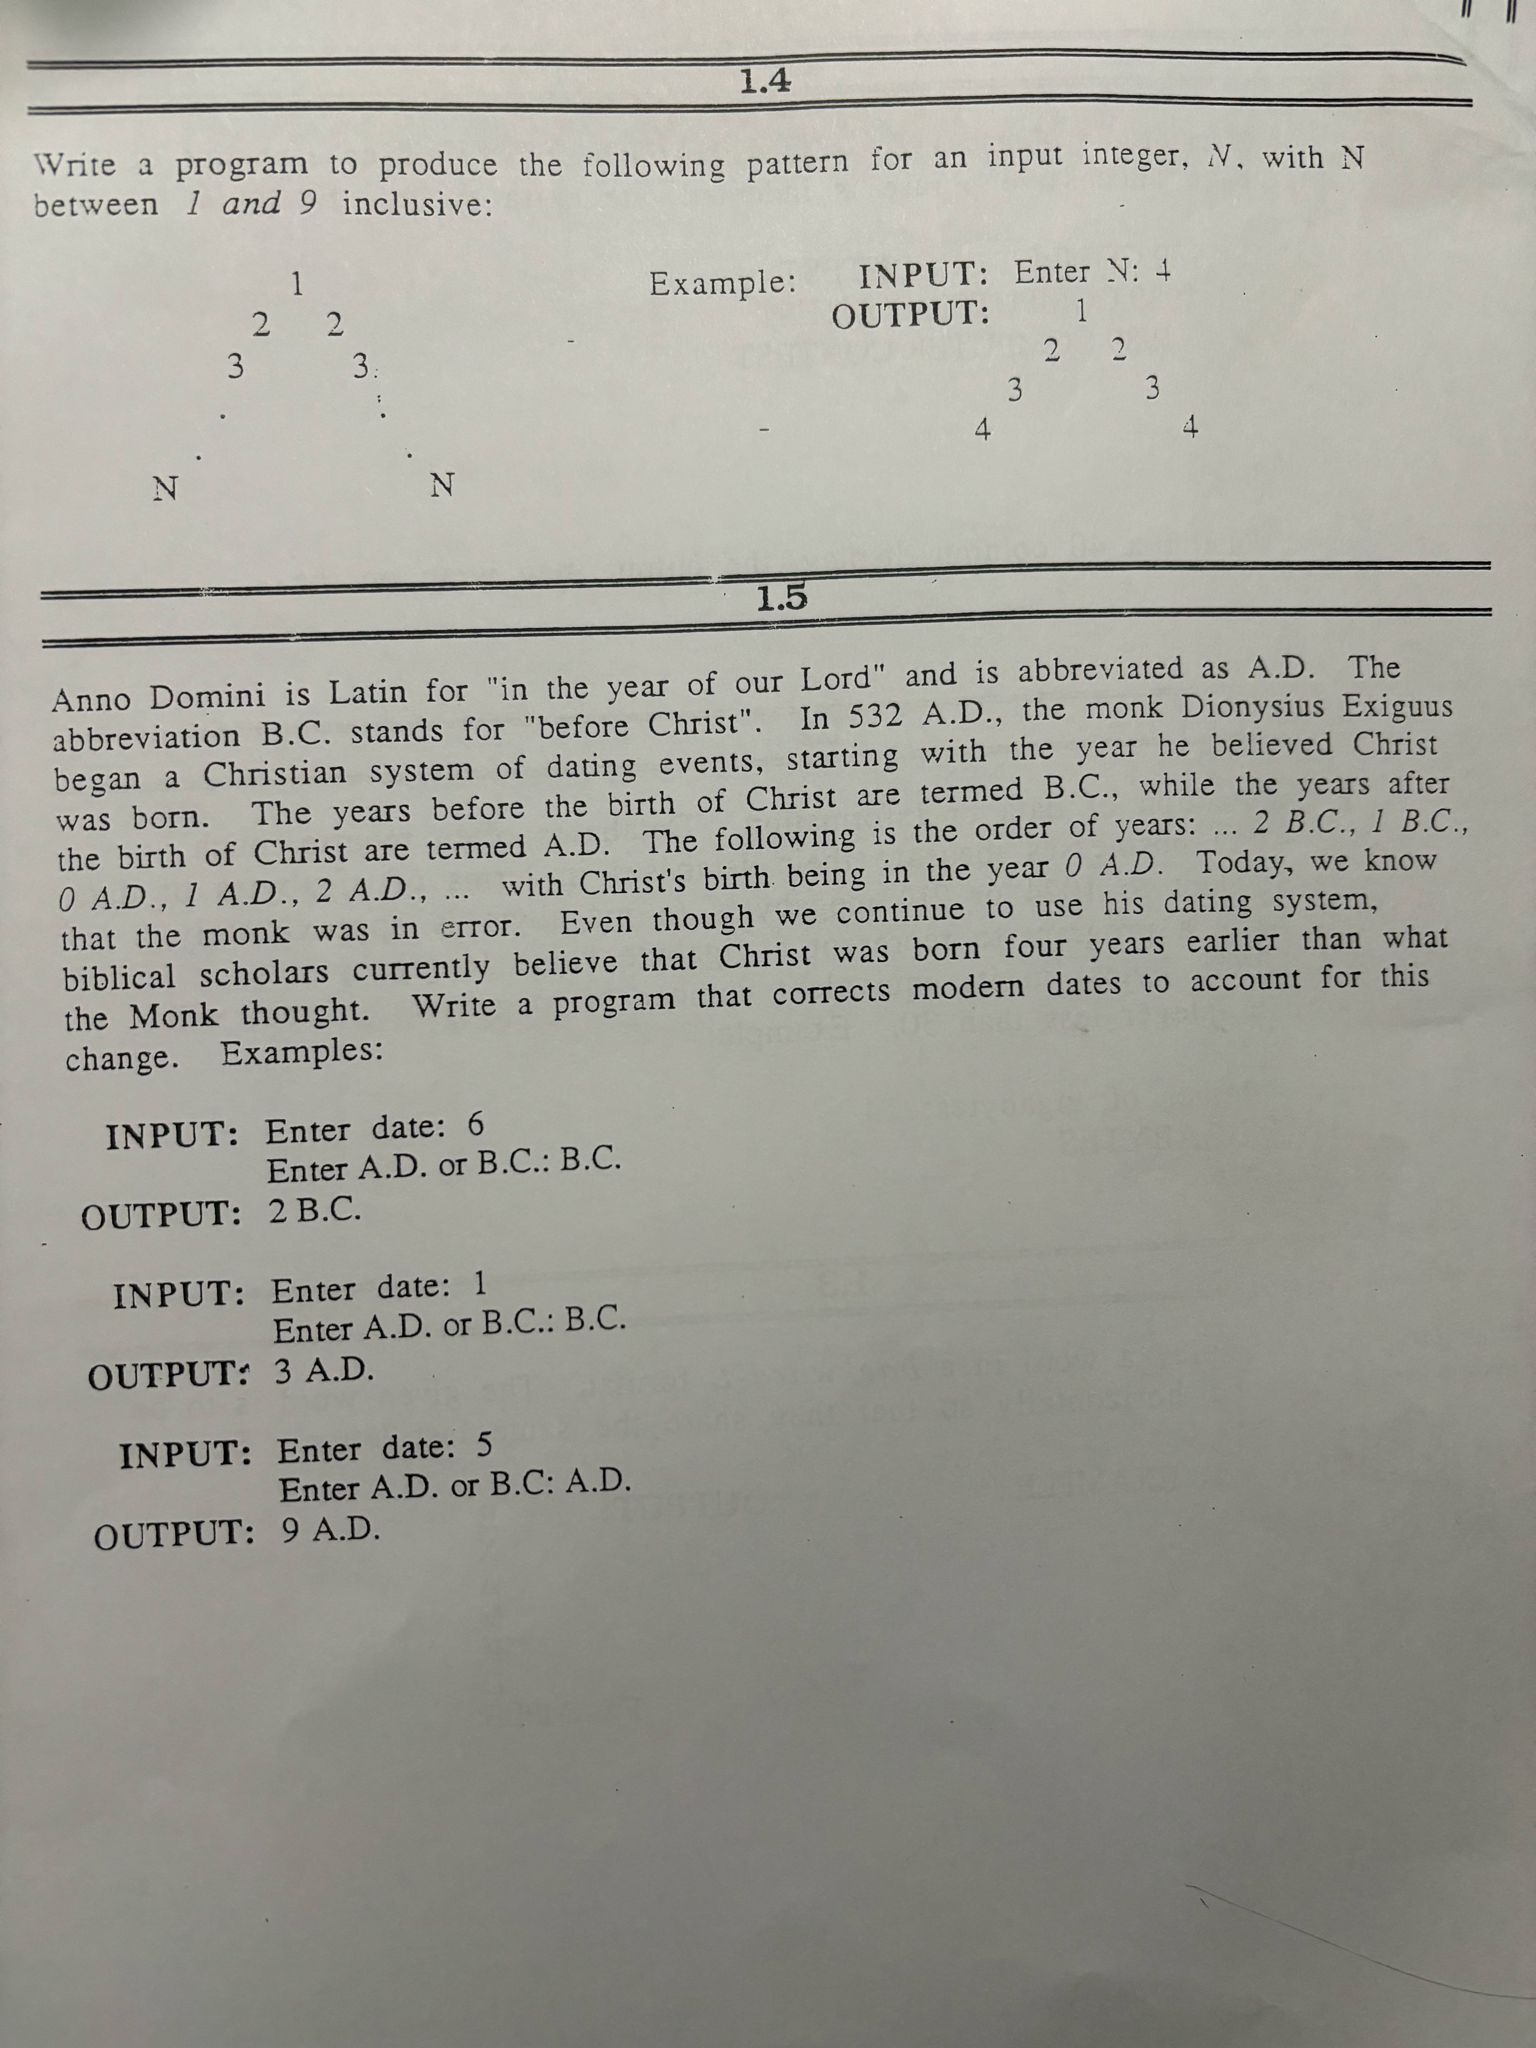 1.4
Write a program to produce the following pattern for an input integer, N, with N
between 1 and 9 inclusive:
1
2 2
3 3
. .
. .
N N
Example: INPUT: Enter N: 4
OUTPUT: 1
2 2
3 3
4 4
1.5
Anno Domini is Latin for "in the year of our Lord" and is abbreviated as A.D. The
abbreviation B.C. stands for "before Christ". In 532 A.D., the monk Dionysius Exiguus
began a Christian system of dating events, starting with the year he believed Christ
was born. The years before the birth of Christ are termed B.C., while the years after
the birth of Christ are termed A.D. The following is the order of years: ... 2 B.C., 1 B.C.,
0 A.D., 1 A.D., 2 A.D., ... with Christ's birth being in the year 0 A.D. Today, we know
that the monk was in error. Even though we continue to use his dating system,
biblical scholars currently believe that Christ was born four years earlier than what
the Monk thought. Write a program that corrects modern dates to account for this
change. Examples:
INPUT: Enter date: 6
Enter A.D. or B.C.: B.C.
OUTPUT: 2 B.C.
INPUT: Enter date: 1
Enter A.D. or B.C.: B.C.
OUTPUT: 3 A.D.
INPUT: Enter date: 5
Enter A.D. or B.C: A.D.
OUTPUT: 9 A.D.